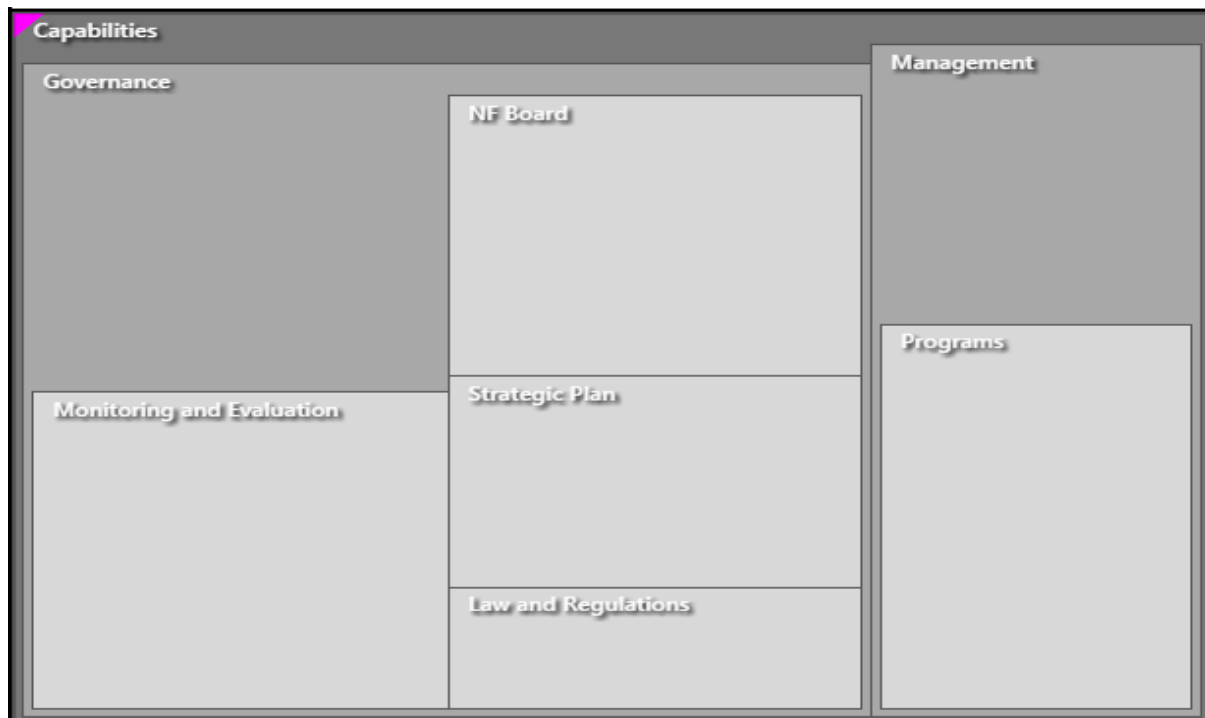 Capabilities
Governance
Management
NF Board
Programs
Monitoring and Evaluation
Strategic Plan
Law and Regulations